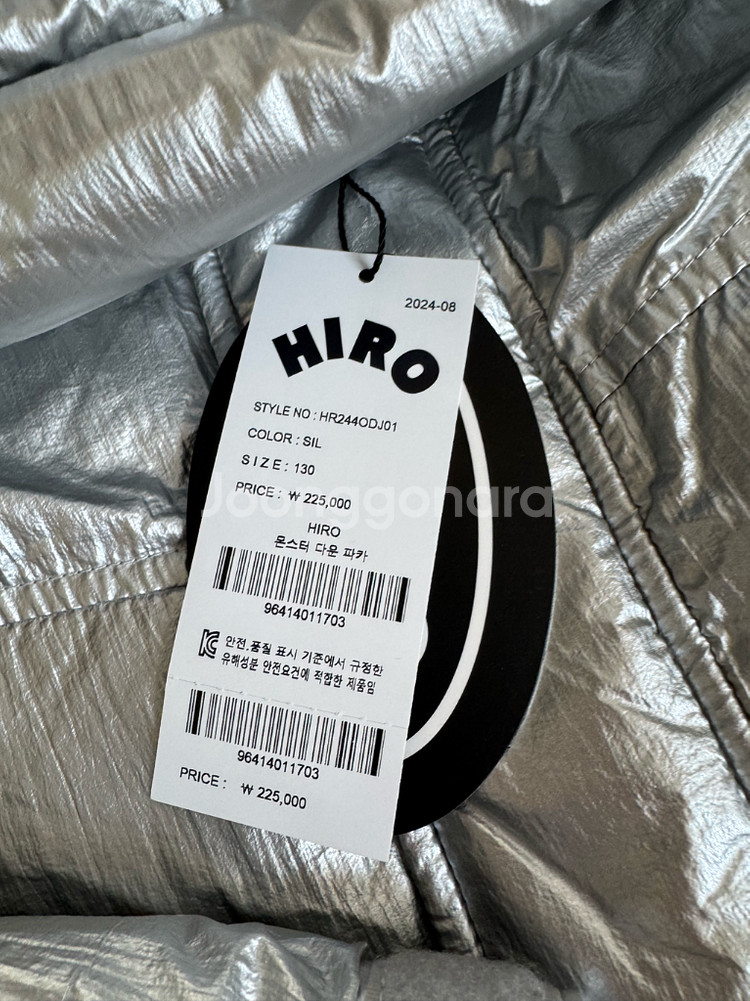 2024-08
HIRO
STYLE NO : HR244ODJ01
COLOR : SIL
SIZE : 130
PRICE : ₩ 225,000
Joonggonara
HIRO
몬스터 다운 파카
96414011703
안전.품질 표시 기준에서 규정한
유해성분 안전요건에 적합한 제품임
96414011703
PRICE : ₩ 225,000